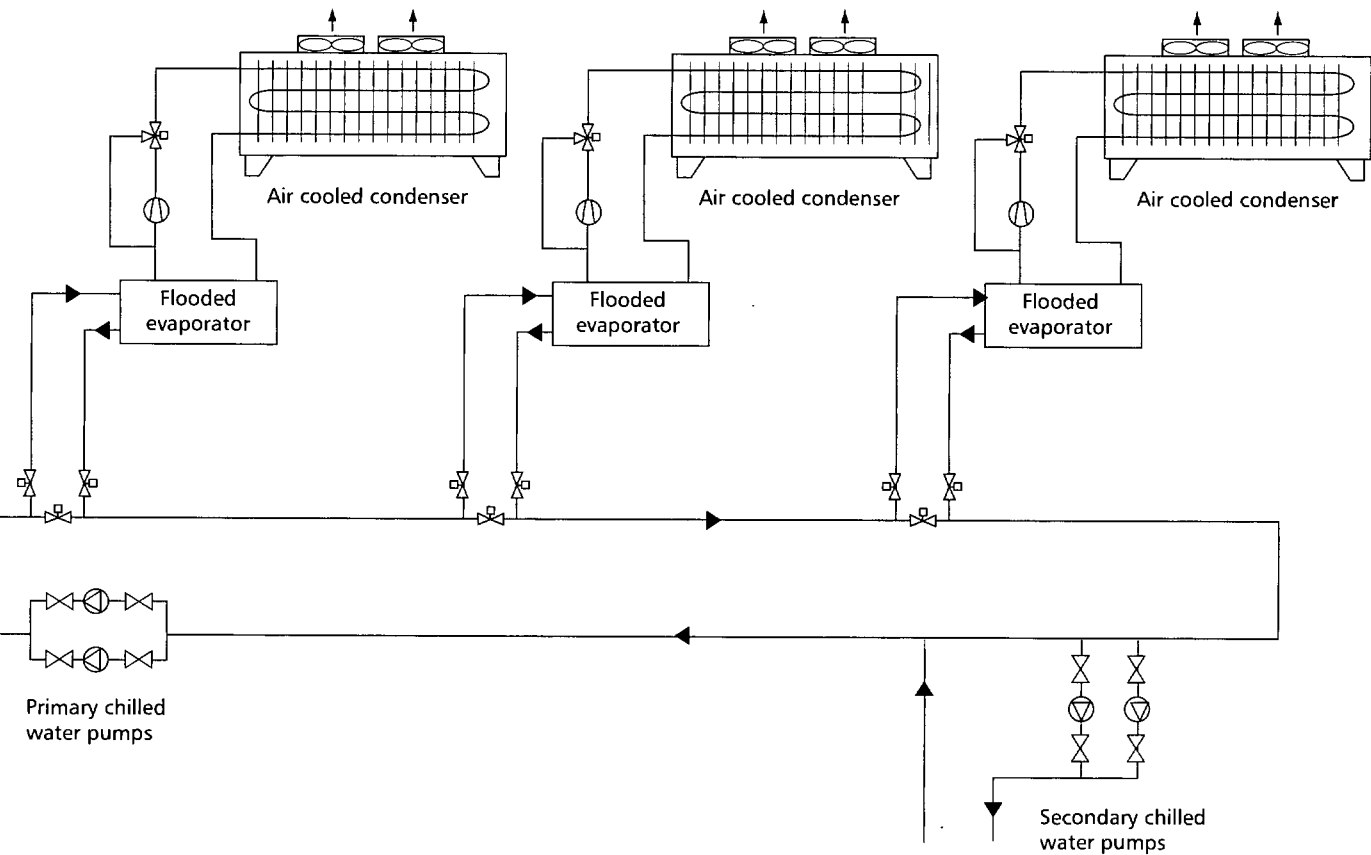 Air cooled condenser
Air cooled condenser
Air cooled condenser
Flooded
evaporator
Flooded
evaporator
Flooded
evaporator
Primary chilled
water pumps
Secondary chilled
water pumps